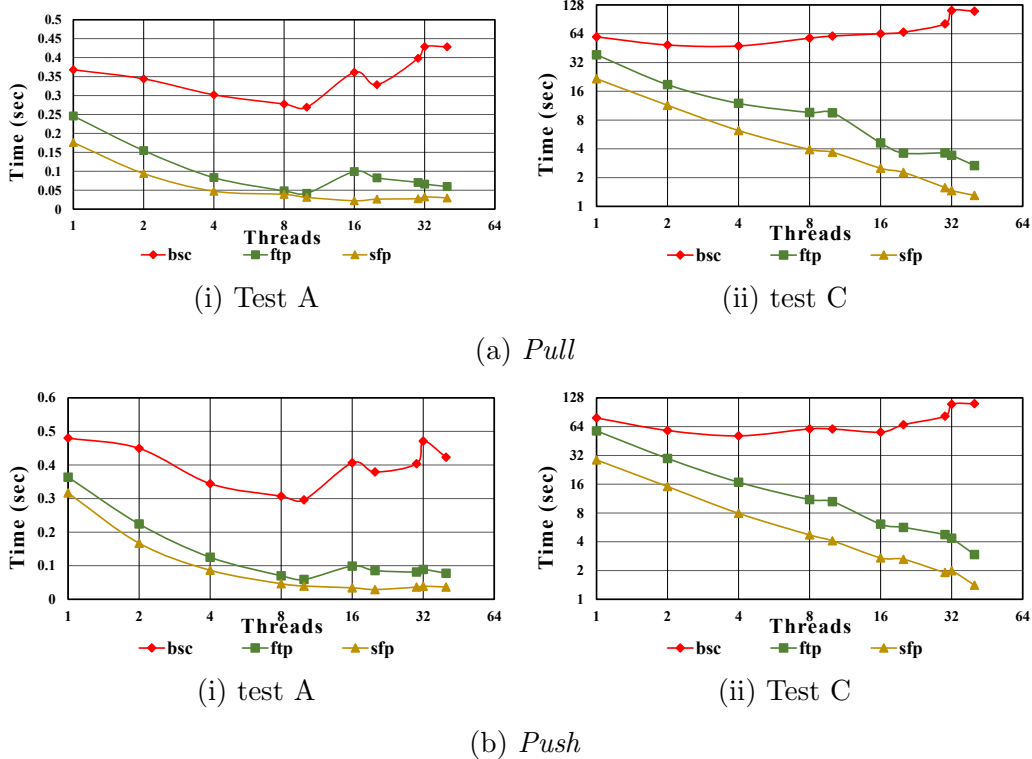 0.5
0.45
0.4
0.35
0.3
0.25
0.2
0.15
0.1
0.05
0
Time (sec)
1 2 4 8 16 32 64
Threads
bsc ftp sfp
(i) Test A
128
64
32
16
8
4
2
1
Time (sec)
1 2 4 8 16 32 64
Threads
bsc ftp sfp
(ii) test C
(a) Pull
0.6
0.5
0.4
0.3
0.2
0.1
0
Time (sec)
1 2 4 8 16 32 64
Threads
bsc ftp sfp
(i) test A
128
64
32
16
8
4
2
1
Time (sec)
1 2 4 8 16 32 64
Threads
bsc ftp sfp
(ii) Test C
(b) Push